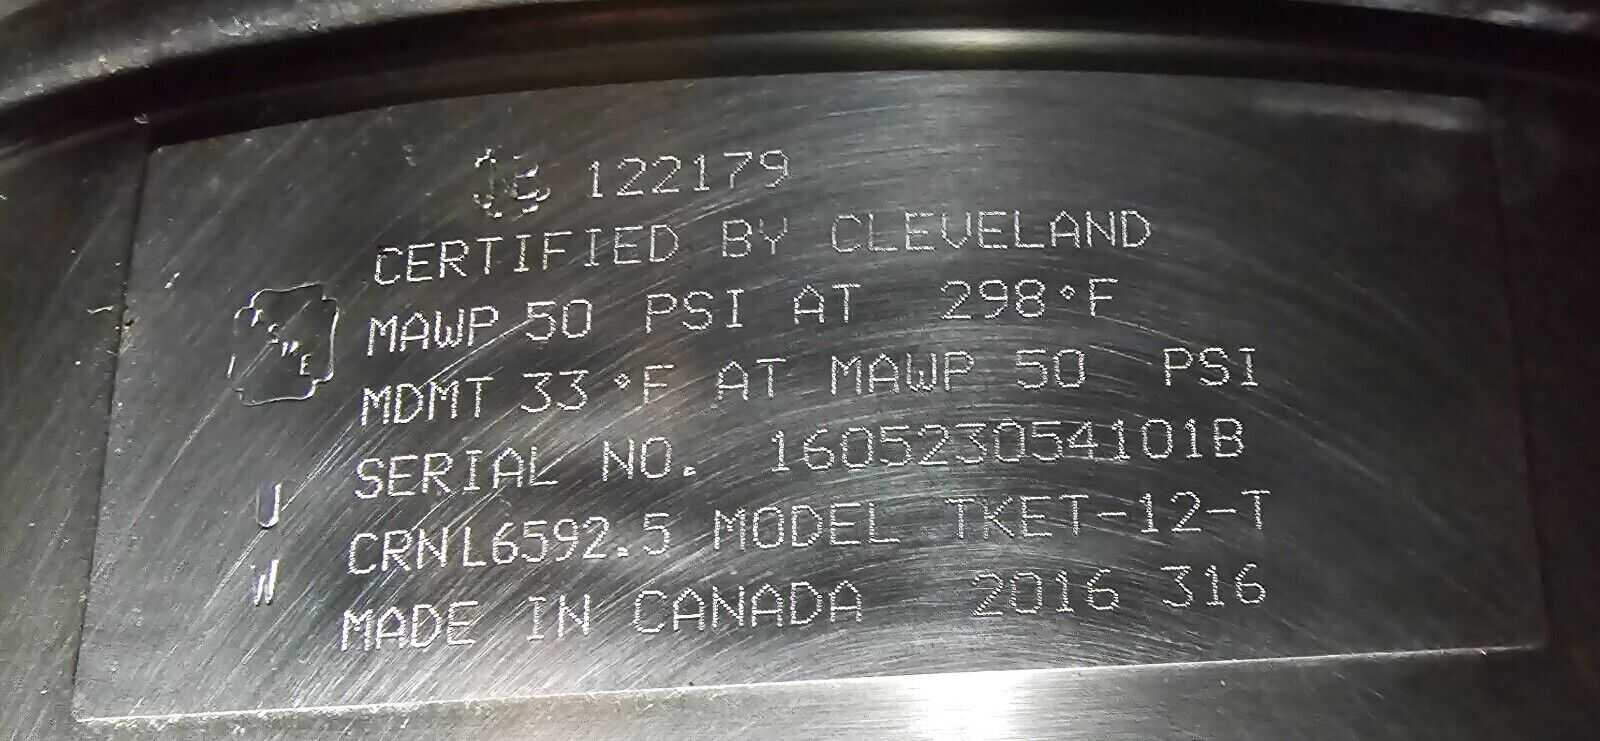 122179
CERTIFIED BY CLEVELAND
MAWP 50 PSI AT 298°F
MDMT 33°F AT MAWP 50 PSI
SERIAL NO. 160523054101B
CRN L6592.5 MODEL TKET-12-T
MADE IN CANADA 2016 316
U
W